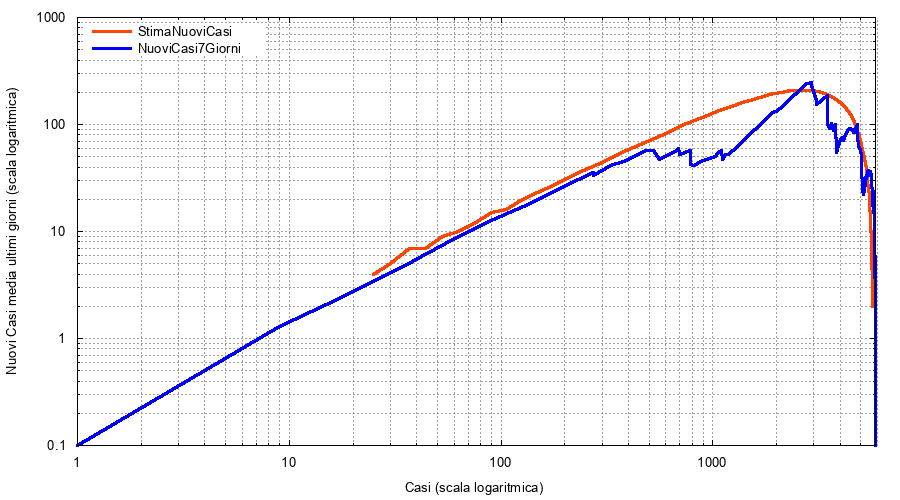 1000
100
10
1
0.1
StimaNuoviCasi
NuoviCasi7Giorni
Nuovi Casi media ultimi giorni (scala logaritmica)
1 10 100 1000
Casi (scala logaritmica)